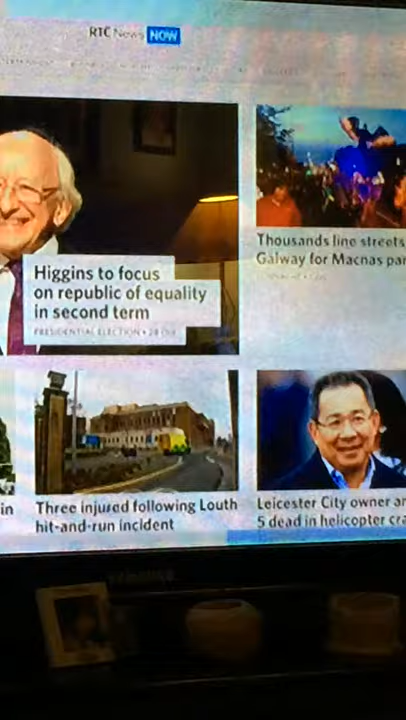 RTÉ News NOW
Higgins to focus
on republic of equality
in second term
PRESIDENTIAL ELECTION • 28 Oct
Thousands line streets
Galway for Macnas par
in
Three injured following Louth
hit-and-run incident
Leicester City owner an
5 dead in helicopter cra